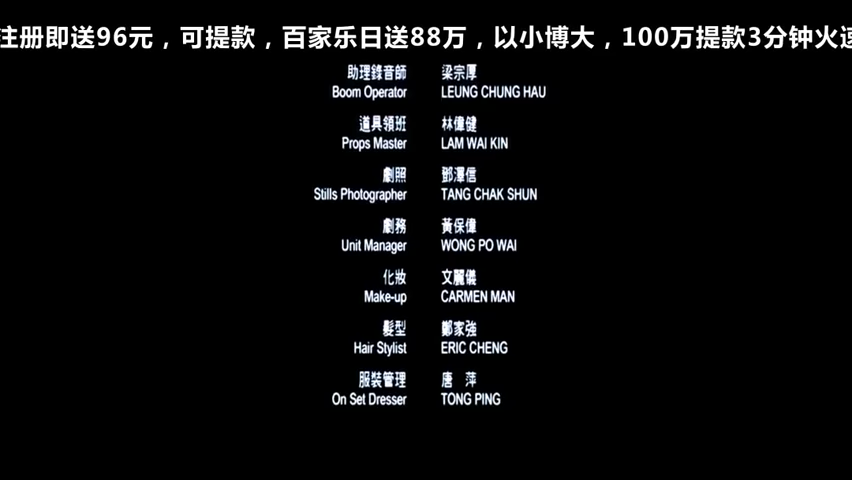 注册即送96元，可提款，百家乐日送88万，以小博大，100万提款3分钟火速
助理錄音師 梁宗厚
Boom Operator LEUNG CHUNG HAU
道具領班 林偉健
Props Master LAM WAI KIN
劇照 鄧澤信
Stills Photographer TANG CHAK SHUN
劇務 黃保偉
Unit Manager WONG PO WAI
化妝 文麗儀
Make-up CARMEN MAN
髮型 鄭家強
Hair Stylist ERIC CHENG
服裝管理 唐 萍
On Set Dresser TONG PING